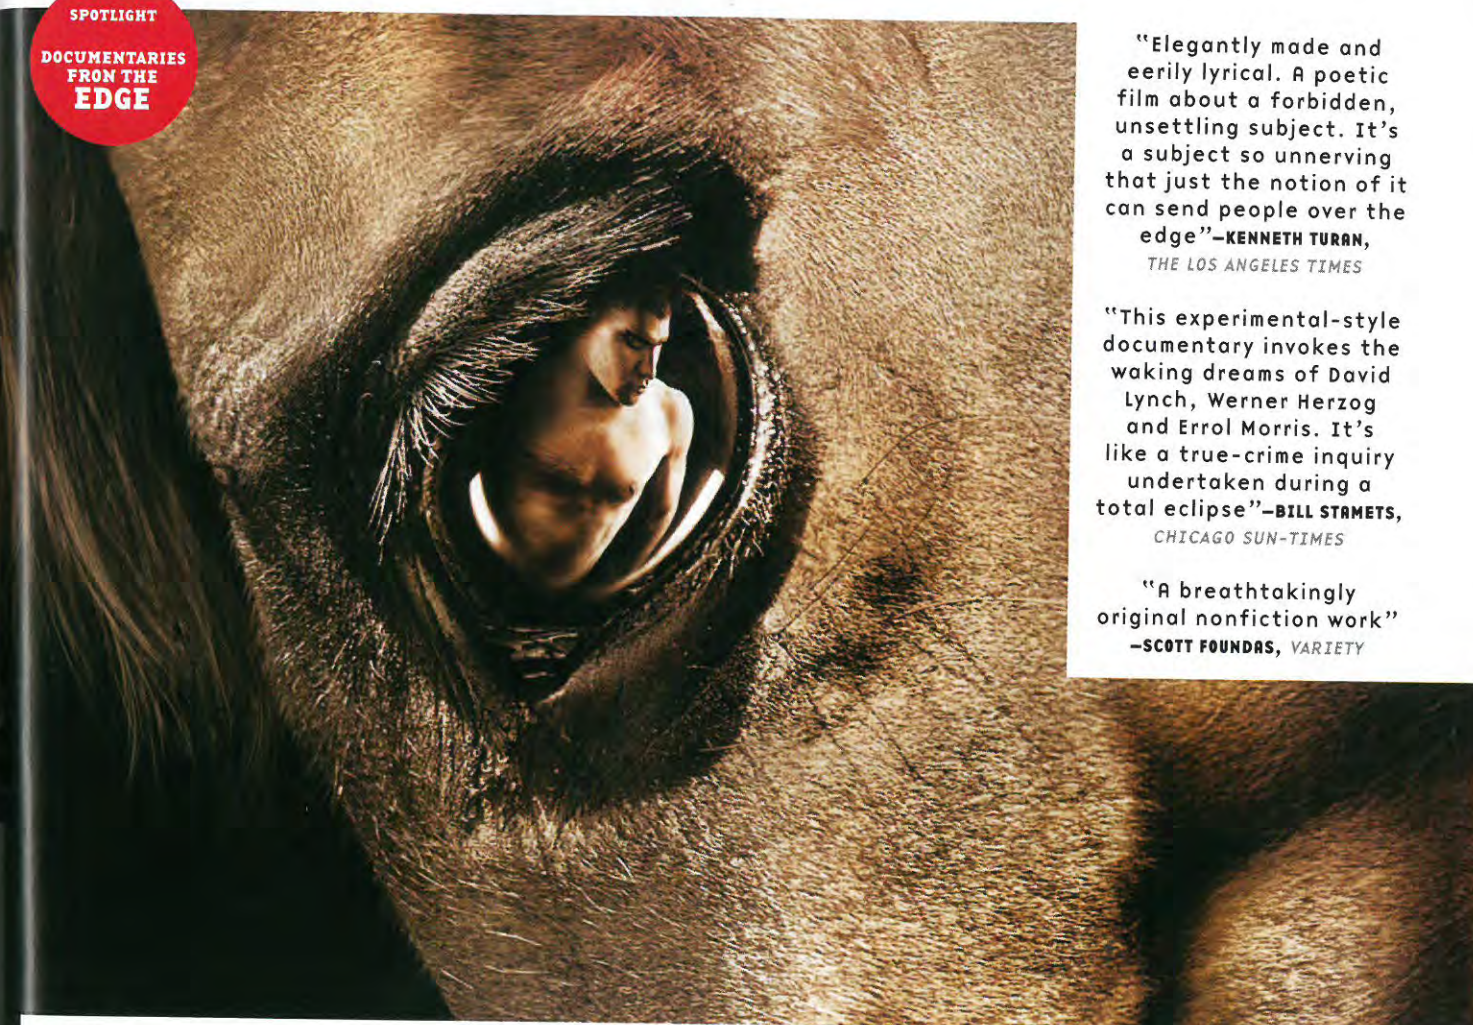 SPOTLIGHT
DOCUMENTARIES
FRON THE
EDGE
"Elegantly made and
eerily lyrical. A poetic
film about a forbidden,
unsettling subject. It's
a subject so unnerving
that just the notion of it
can send people over the
edge"–KENNETH TURAN,
THE LOS ANGELES TIMES
"This experimental-style
documentary invokes the
waking dreams of David
Lynch, Werner Herzog
and Errol Morris. It's
like a true-crime inquiry
undertaken during a
total eclipse"–BILL STAMETS,
CHICAGO SUN-TIMES
"A breathtakingly
original nonfiction work"
–SCOTT FOUNDAS, VARIETY